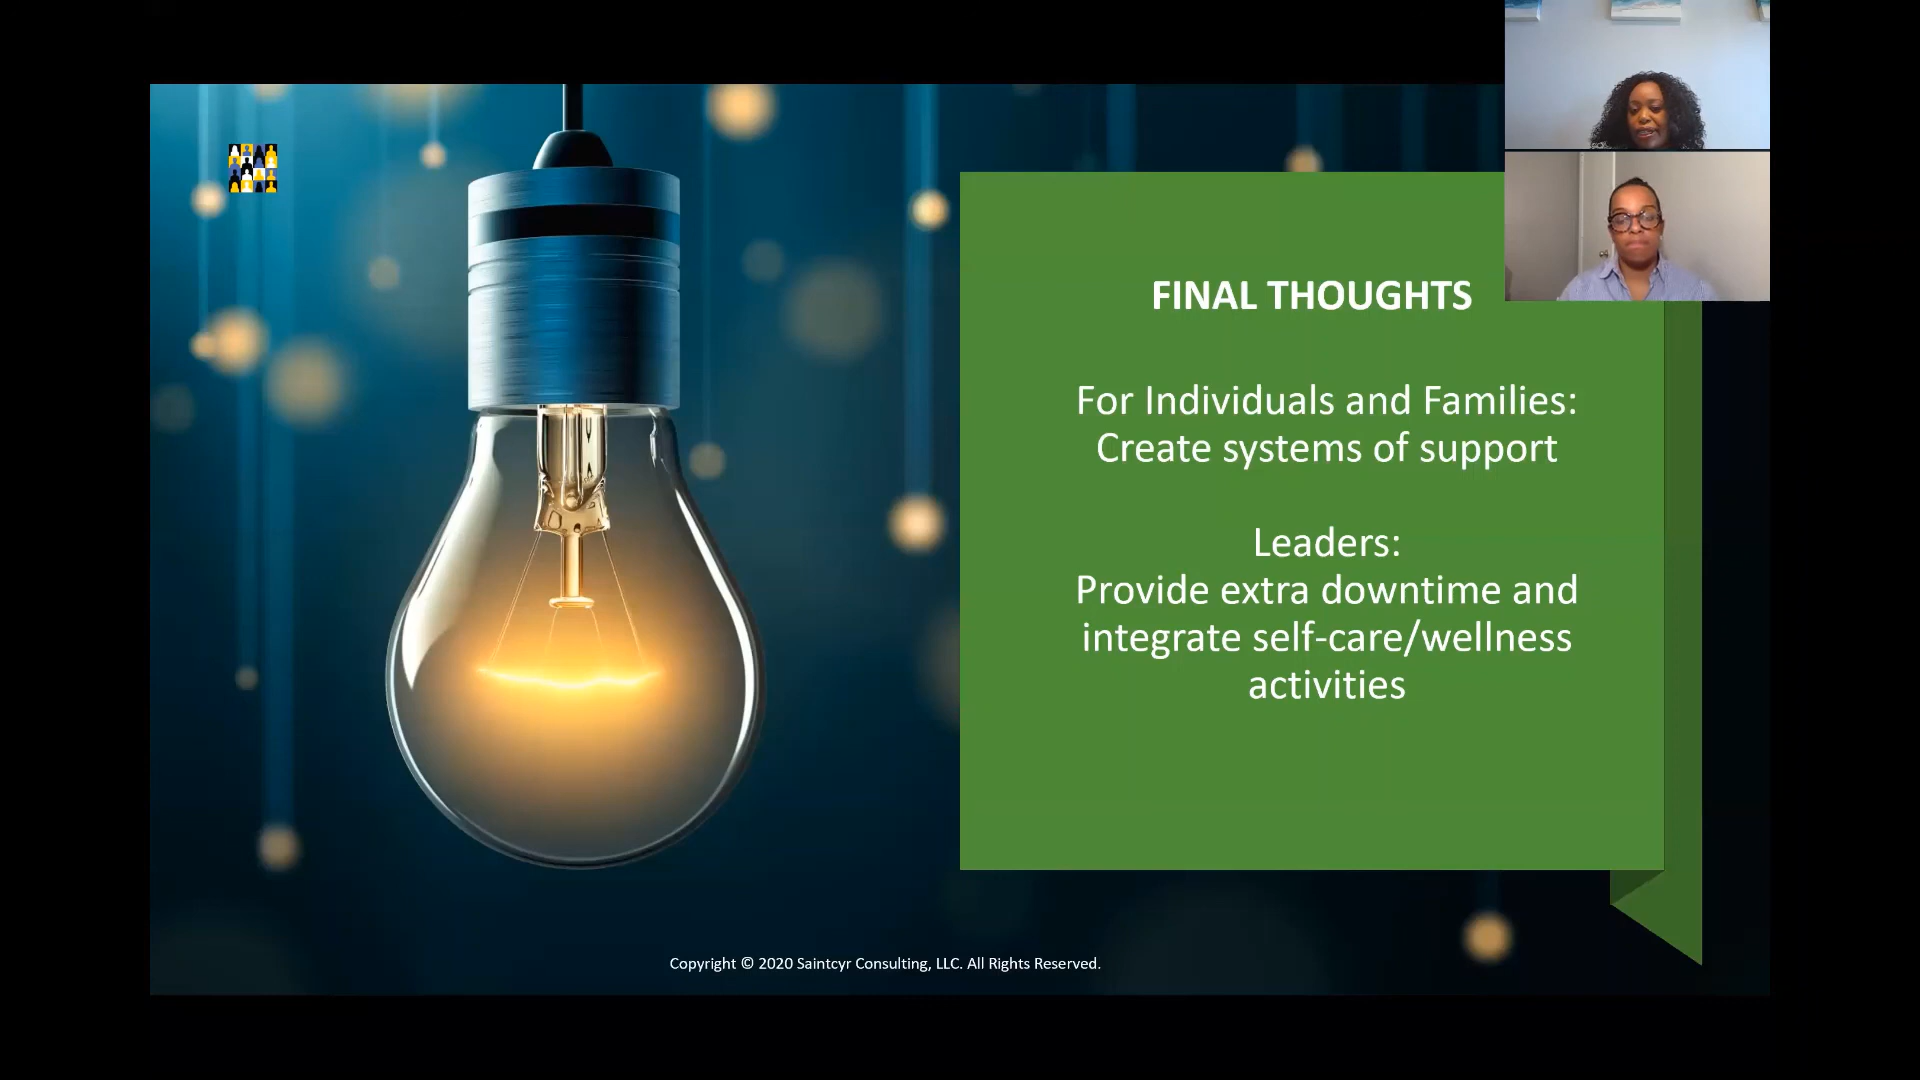 FINAL THOUGHTS
For Individuals and Families:
Create systems of support
Leaders:
Provide extra downtime and
integrate self-care/wellness
activities
Copyright © 2020 Saintcyr Consulting, LLC. All Rights Reserved.